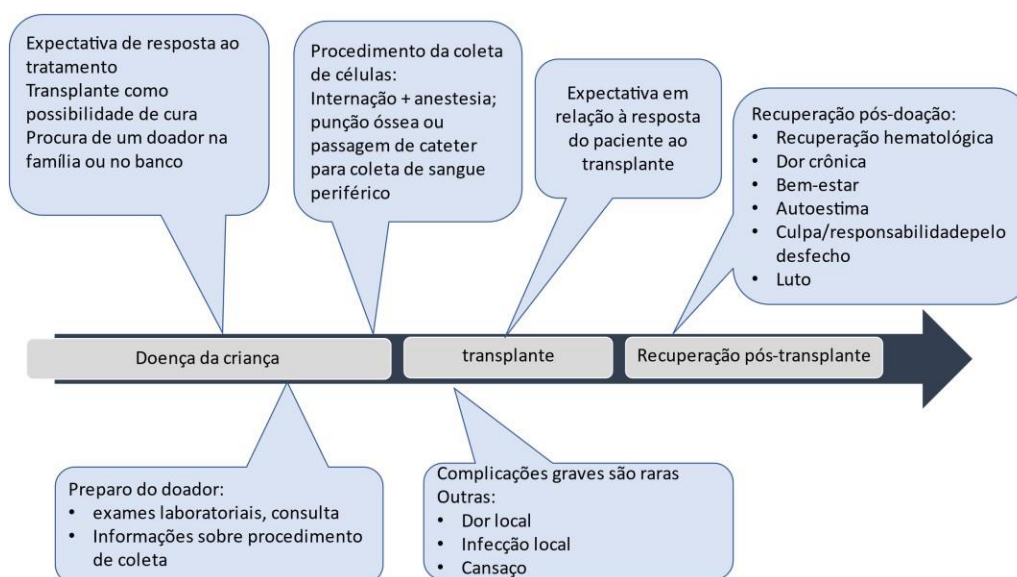 Expectativa de resposta ao
tratamento
Transplante como
possibilidade de cura
Procura de um doador na
família ou no banco
Procedimento da coleta
de células:
Internação + anestesia;
punção óssea ou
passagem de cateter
para coleta de sangue
periférico
Expectativa em
relação à resposta
do paciente ao
transplante
Recuperação pós-doação:
• Recuperação hematológica
• Dor crônica
• Bem-estar
• Autoestima
• Culpa/responsabilidadepelo
desfecho
• Luto
Doença da criança
transplante
Recuperação pós-transplante
Preparo do doador:
• exames laboratoriais, consulta
• Informações sobre procedimento
de coleta
Complicações graves são raras
Outras:
• Dor local
• Infecção local
• Cansaço